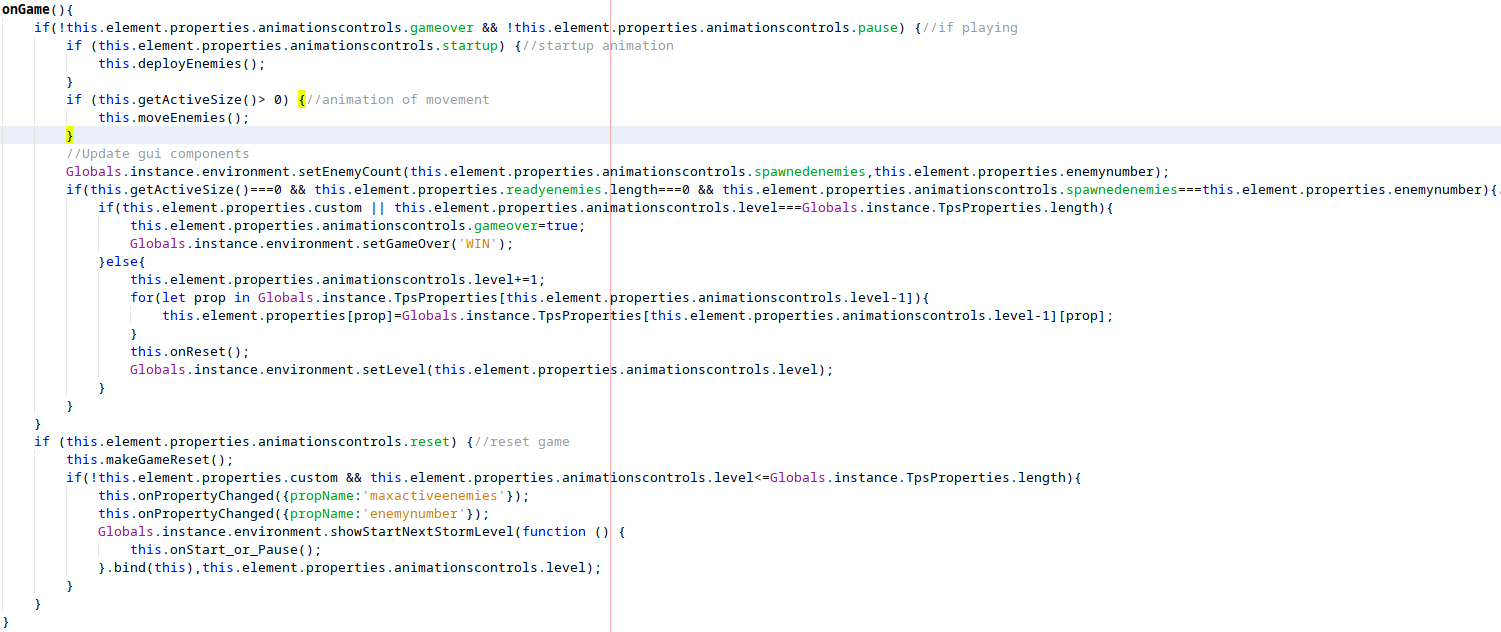 onGame(){
    if(!this.element.properties.animationscontrols.gameover && !this.element.properties.animationscontrols.pause) {//if playing
        if (this.element.properties.animationscontrols.startup) {//startup animation
            this.deployEnemies();
        }
        if (this.getActiveSize()> 0) {//animation of movement
            this.moveEnemies();
        }
        //Update gui components
        Globals.instance.environment.setEnemyCount(this.element.properties.animationscontrols.spawnedenemies,this.element.properties.enemynumber);
        if(this.getActiveSize()===0 && this.element.properties.readyenemies.length===0 && this.element.properties.animationscontrols.spawnedenemies===this.element.properties.enemynumber){
            if(this.element.properties.custom || this.element.properties.animationscontrols.level===Globals.instance.TpsProperties.length){
                this.element.properties.animationscontrols.gameover=true;
                Globals.instance.environment.setGameOver('WIN');
            }else{
                this.element.properties.animationscontrols.level+=1;
                for(let prop in Globals.instance.TpsProperties[this.element.properties.animationscontrols.level-1]){
                    this.element.properties[prop]=Globals.instance.TpsProperties[this.element.properties.animationscontrols.level-1][prop];
                }
                this.onReset();
                Globals.instance.environment.setLevel(this.element.properties.animationscontrols.level);
            }
        }
    }
    if (this.element.properties.animationscontrols.reset) {//reset game
        this.makeGameReset();
        if(!this.element.properties.custom && this.element.properties.animationscontrols.level<=Globals.instance.TpsProperties.length){
            this.onPropertyChanged({propName:'maxactiveenemies'});
            this.onPropertyChanged({propName:'enemynumber'});
            Globals.instance.environment.showStartNextStormLevel(function () {
                this.onStart_or_Pause();
            }.bind(this),this.element.properties.animationscontrols.level);
        }
    }
}